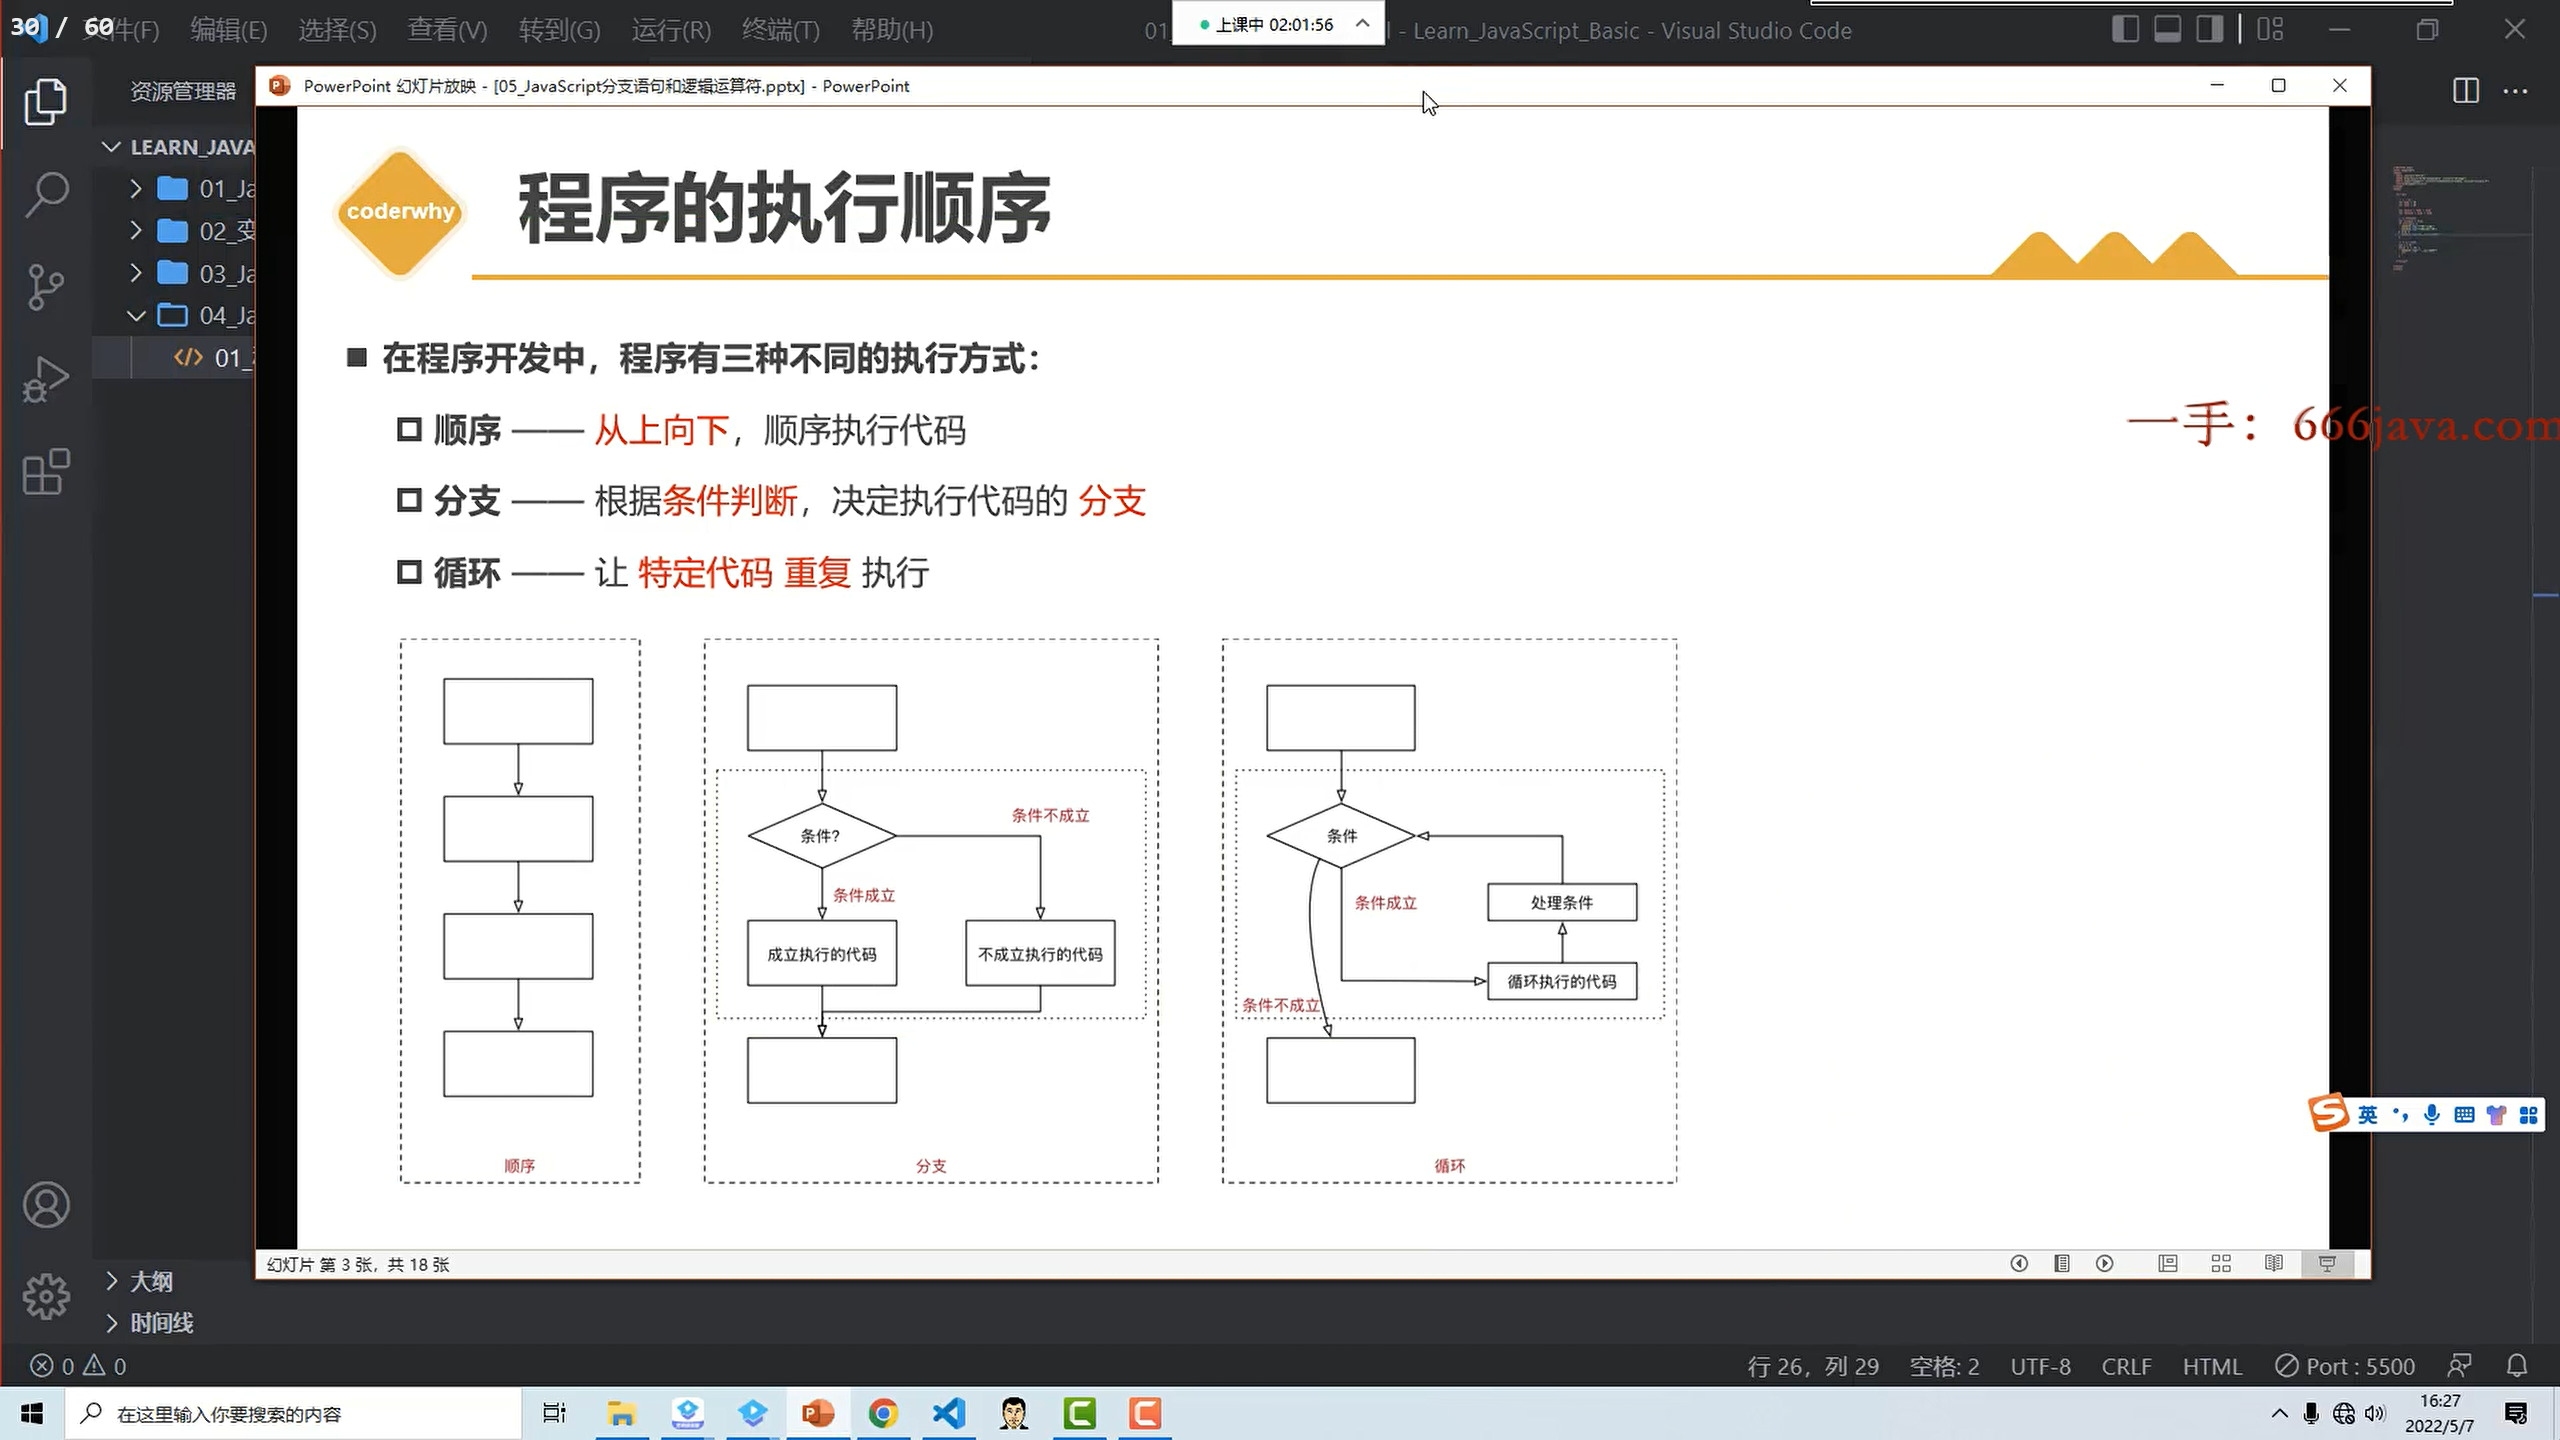 30 / 60
件(F) 编辑(E) 选择(S) 查看(V) 转到(G) 运行(R) 终端(T) 帮助(H)
上课中 02:01:56
- Learn_JavaScript_Basic - Visual Studio Code
资源管理器
PowerPoint 幻灯片放映 - [05_JavaScript分支语句和逻辑运算符.pptx] - PowerPoint
LEARN_JAVA
01_Ja
02_变
03_Ja
04_Ja
01_
coderwhy
程序的执行顺序
在程序开发中，程序有三种不同的执行方式：
顺序 —— 从上向下，顺序执行代码
分支 —— 根据条件判断，决定执行代码的 分支
循环 —— 让 特定代码 重复 执行
一手：666java.com
条件?
条件不成立
条件成立
成立执行的代码
不成立执行的代码
条件
条件成立
处理条件
循环执行的代码
条件不成立
顺序
分支
循环
英
幻灯片 第 3 张，共 18 张
大纲
时间线
0 0
行 26，列 29 空格: 2 UTF-8 CRLF HTML Port : 5500
在这里输入你要搜索的内容
16:27
2022/5/7